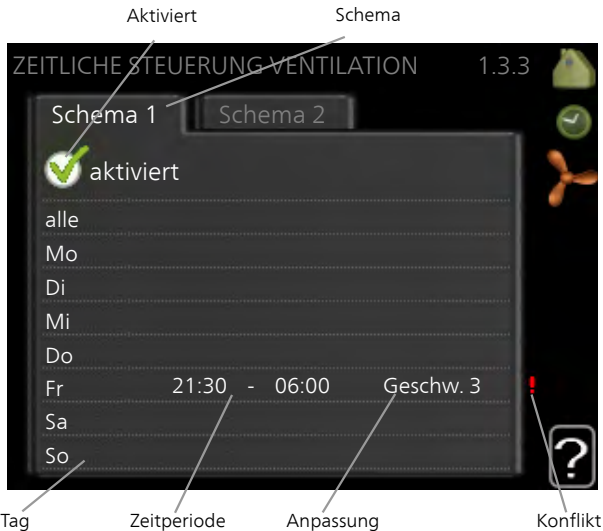 Aktiviert Schema
ZEITLICHE STEUERUNG VENTILATION 1.3.3
Schema 1 Schema 2
aktiviert
alle
Mo
Di
Mi
Do
Fr 21:30 - 06:00 Geschw. 3 !
Sa
So
?
Tag Zeitperiode Anpassung Konflikt